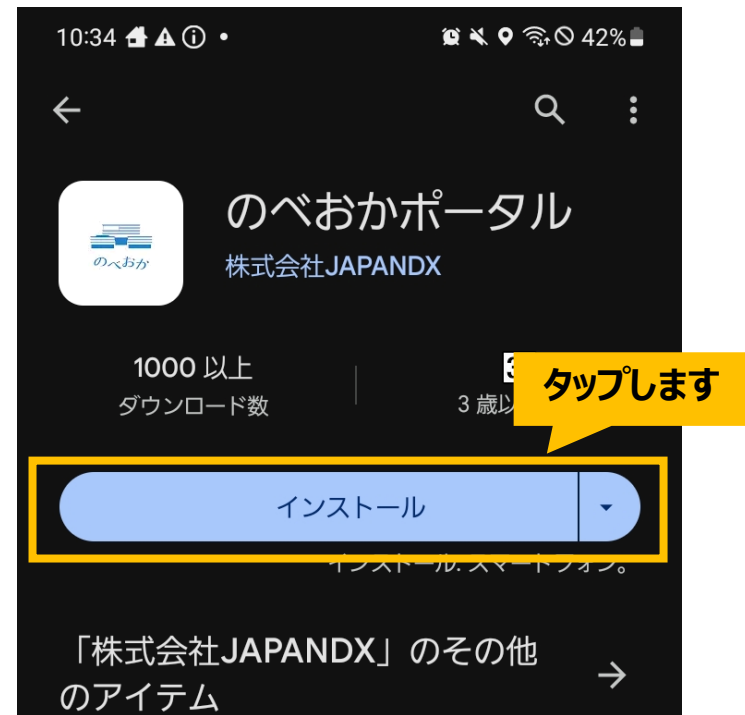 10:34
42%
のべおか
のべおかポータル
株式会社JAPANDX
1000 以上
ダウンロード数
3
3 歳以
タップします
インストール
インストール: スマートフォン。
「株式会社JAPANDX」のその他
のアイテム